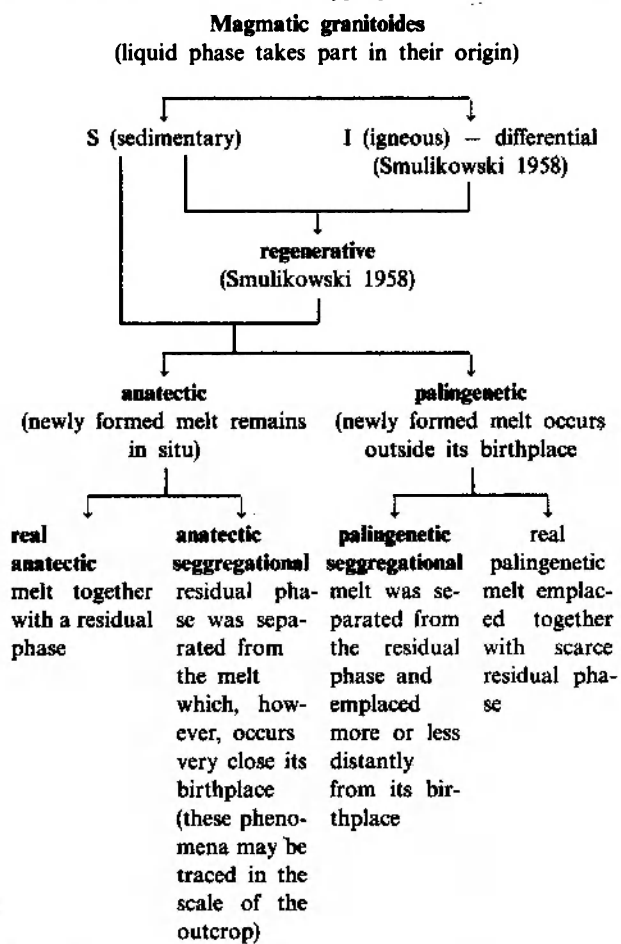 Magmatic granitoides
(liquid phase takes part in their origin)
S (sedimentary)
I (igneous) — differential
(Smulikowski 1958)
regenerative
(Smulikowski 1958)
anatectic
(newly formed melt remains
in situ)
palingenetic
(newly formed melt occurs
outside its birthplace
real
anatectic
melt together
with a residual
phase
anatectic
seggregational
residual pha-
se was sepa-
rated from
the melt
which, how-
ever, occurs
very close its
birthplace
(these pheno-
mena may be
traced in the
scale of the
outcrop)
palingenetic
seggregational
melt was se-
parated from
the residual
phase and
emplaced
more or less
distantly
from its bir-
thplace
real
palingenetic
melt emplac-
ed together
with scarce
residual pha-
se